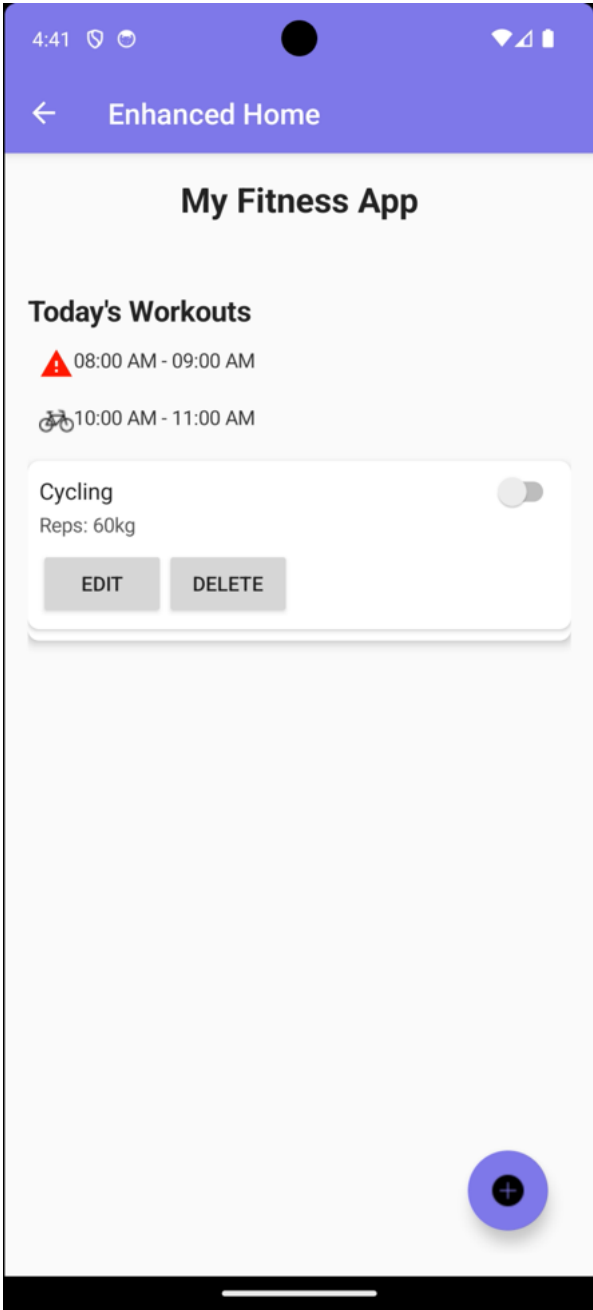 4:41
Enhanced Home
My Fitness App
Today's Workouts
08:00 AM - 09:00 AM
10:00 AM - 11:00 AM
Cycling
Reps: 60kg
EDIT DELETE